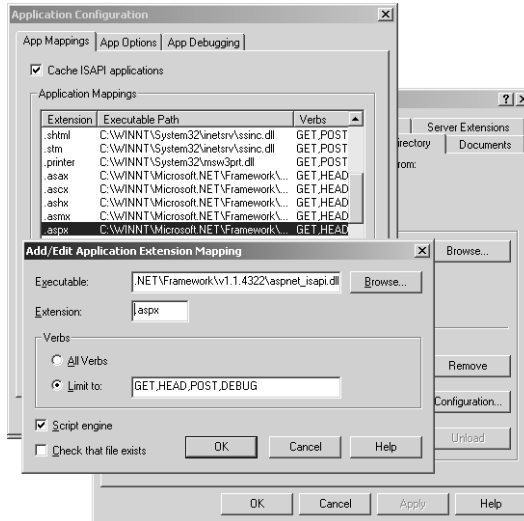 Application Configuration
App Mappings App Options App Debugging
Cache ISAPI applications
Application Mappings
Extension Executable Path Verbs
.shtml C:\WINNT\System32\inetsrv\ssinc.dll GET,POST
.stm C:\WINNT\System32\inetsrv\ssinc.dll GET,POST
.printer C:\WINNT\System32\msw3prt.dll GET,POST
.asax C:\WINNT\Microsoft.NET\Framework\... GET,HEAD
.ascx C:\WINNT\Microsoft.NET\Framework\... GET,HEAD
.ashx C:\WINNT\Microsoft.NET\Framework\... GET,HEAD
.asmx C:\WINNT\Microsoft.NET\Framework\... GET,HEAD
.aspx C:\WINNT\Microsoft.NET\Framework\... GET,HEAD
Server Extensions
irectory Documents
rom:
Browse...
Remove
Configuration...
Unload
Add/Edit Application Extension Mapping
Executable: .NET\Framework\v1.1.4322\aspnet_isapi.dll Browse...
Extension: .aspx
Verbs
All Verbs
Limit to: GET,HEAD,POST,DEBUG
Script engine
Check that file exists OK Cancel Help
OK Cancel Apply Help